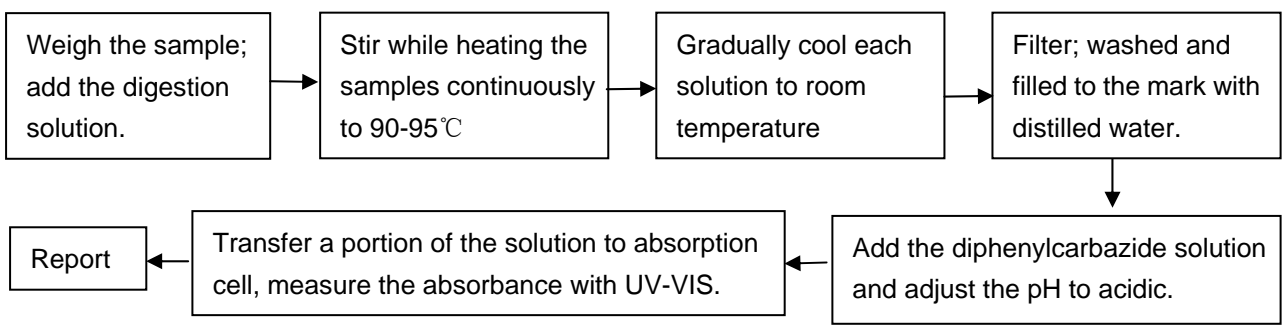 Weigh the sample;
add the digestion
solution.
Stir while heating the
samples continuously
to 90-95℃
Gradually cool each
solution to room
temperature
Filter; washed and
filled to the mark with
distilled water.
Add the diphenylcarbazide solution
and adjust the pH to acidic.
Transfer a portion of the solution to absorption
cell, measure the absorbance with UV-VIS.
Report